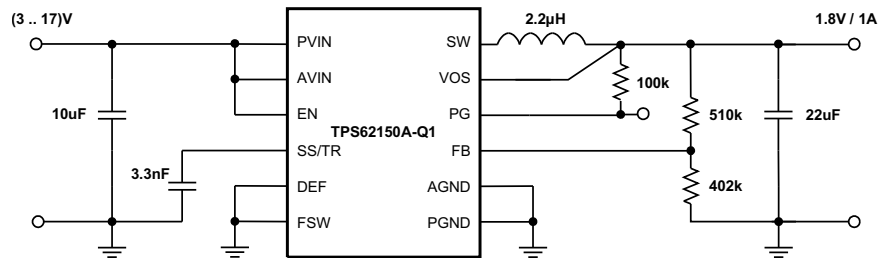 (3 .. 17)V
2.2µH
1.8V / 1A
PVIN
SW
AVIN
VOS
100k
10uF
EN
PG
510k
22uF
TPS62150A-Q1
SS/TR
FB
3.3nF
DEF
AGND
402k
FSW
PGND